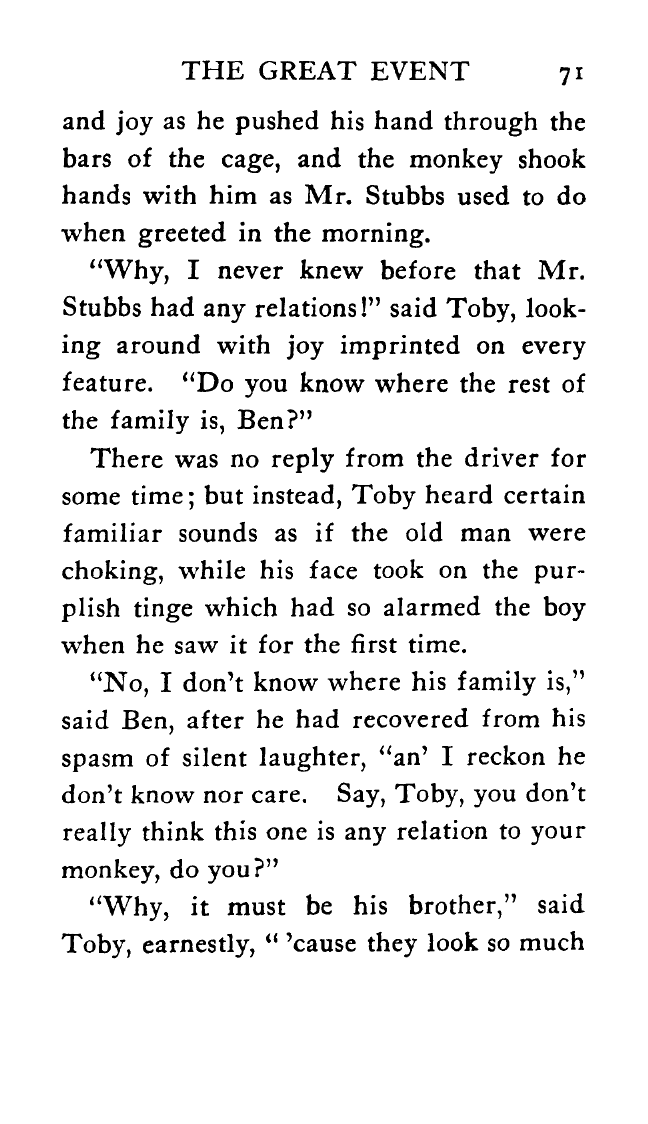 THE GREAT EVENT 71
and joy as he pushed his hand through the
bars of the cage, and the monkey shook
hands with him as Mr. Stubbs used to do
when greeted in the morning.
“Why, I never knew before that Mr.
Stubbs had any relations!” said Toby, look-
ing around with joy imprinted on every
feature. “Do you know where the rest of
the family is, Ben?”
There was no reply from the driver for
some time; but instead, Toby heard certain
familiar sounds as if the old man were
choking, while his face took on the pur-
plish tinge which had so alarmed the boy
when he saw it for the first time.
“No, I don’t know where his family is,”
said Ben, after he had recovered from his
spasm of silent laughter, “an’ I reckon he
don’t know nor care. Say, Toby, you don’t
really think this one is any relation to your
monkey, do you?”
“Why, it must be his brother,” said
Toby, earnestly, “ ’cause they look so much